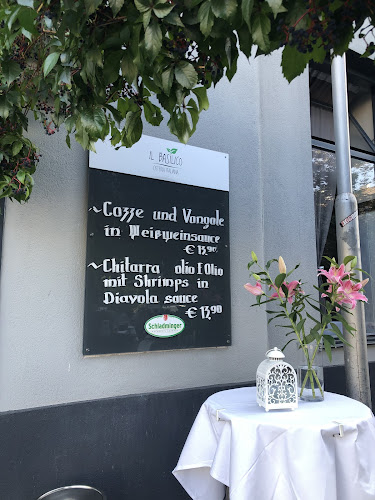 IL BASILICO
~Cozze und Vongole
in Weißweinsauce
€ 13,90
~Chitarra olio E Olio
mit Shrimps in
Diavola sauce
€ 13,90
Schladminger